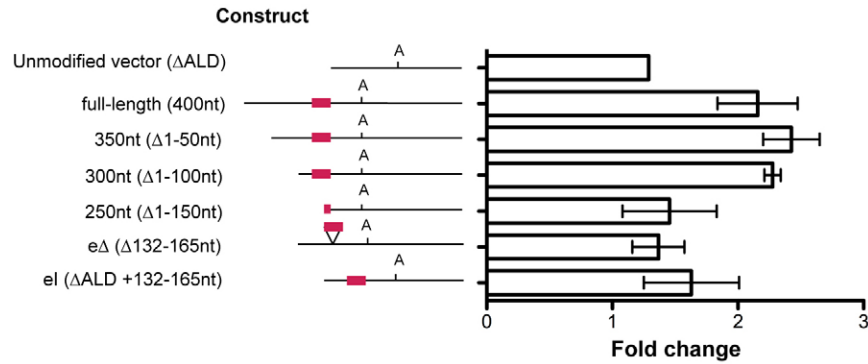 Construct
Unmodified vector (ΔALD)
A
full-length (400nt)
A
350nt (Δ1-50nt)
A
300nt (Δ1-100nt)
A
250nt (Δ1-150nt)
A
eΔ (Δ132-165nt)
A
eI (ΔALD +132-165nt)
A
0 1 2 3
Fold change